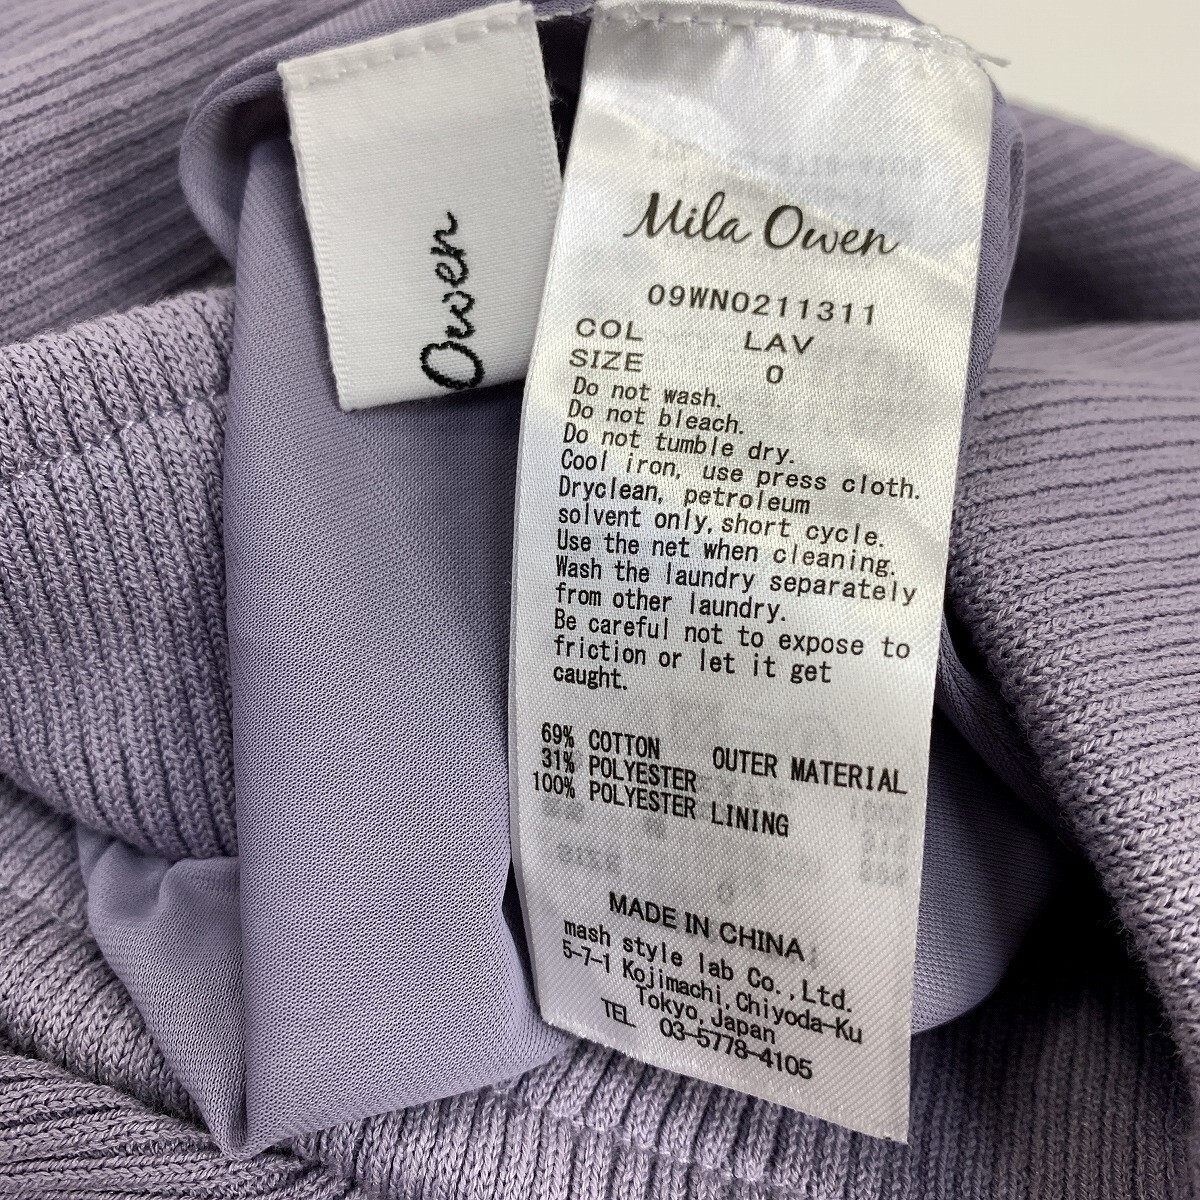 Owen
Mila Owen
09WN0211311
COL LAV
SIZE 0
Do not wash.
Do not bleach.
Do not tumble dry.
Cool iron, use press cloth.
Dryclean, petroleum
solvent only, short cycle.
Use the net when cleaning.
Wash the laundry separately
from other laundry.
Be careful not to expose to
friction or let it get
caught.
69% COTTON OUTER MATERIAL
31% POLYESTER
100% POLYESTER LINING
MADE IN CHINA
mash style lab Co.,Ltd.
5-7-1 Kojimachi, Chiyoda-Ku
Tokyo, Japan
TEL 03-5778-4105